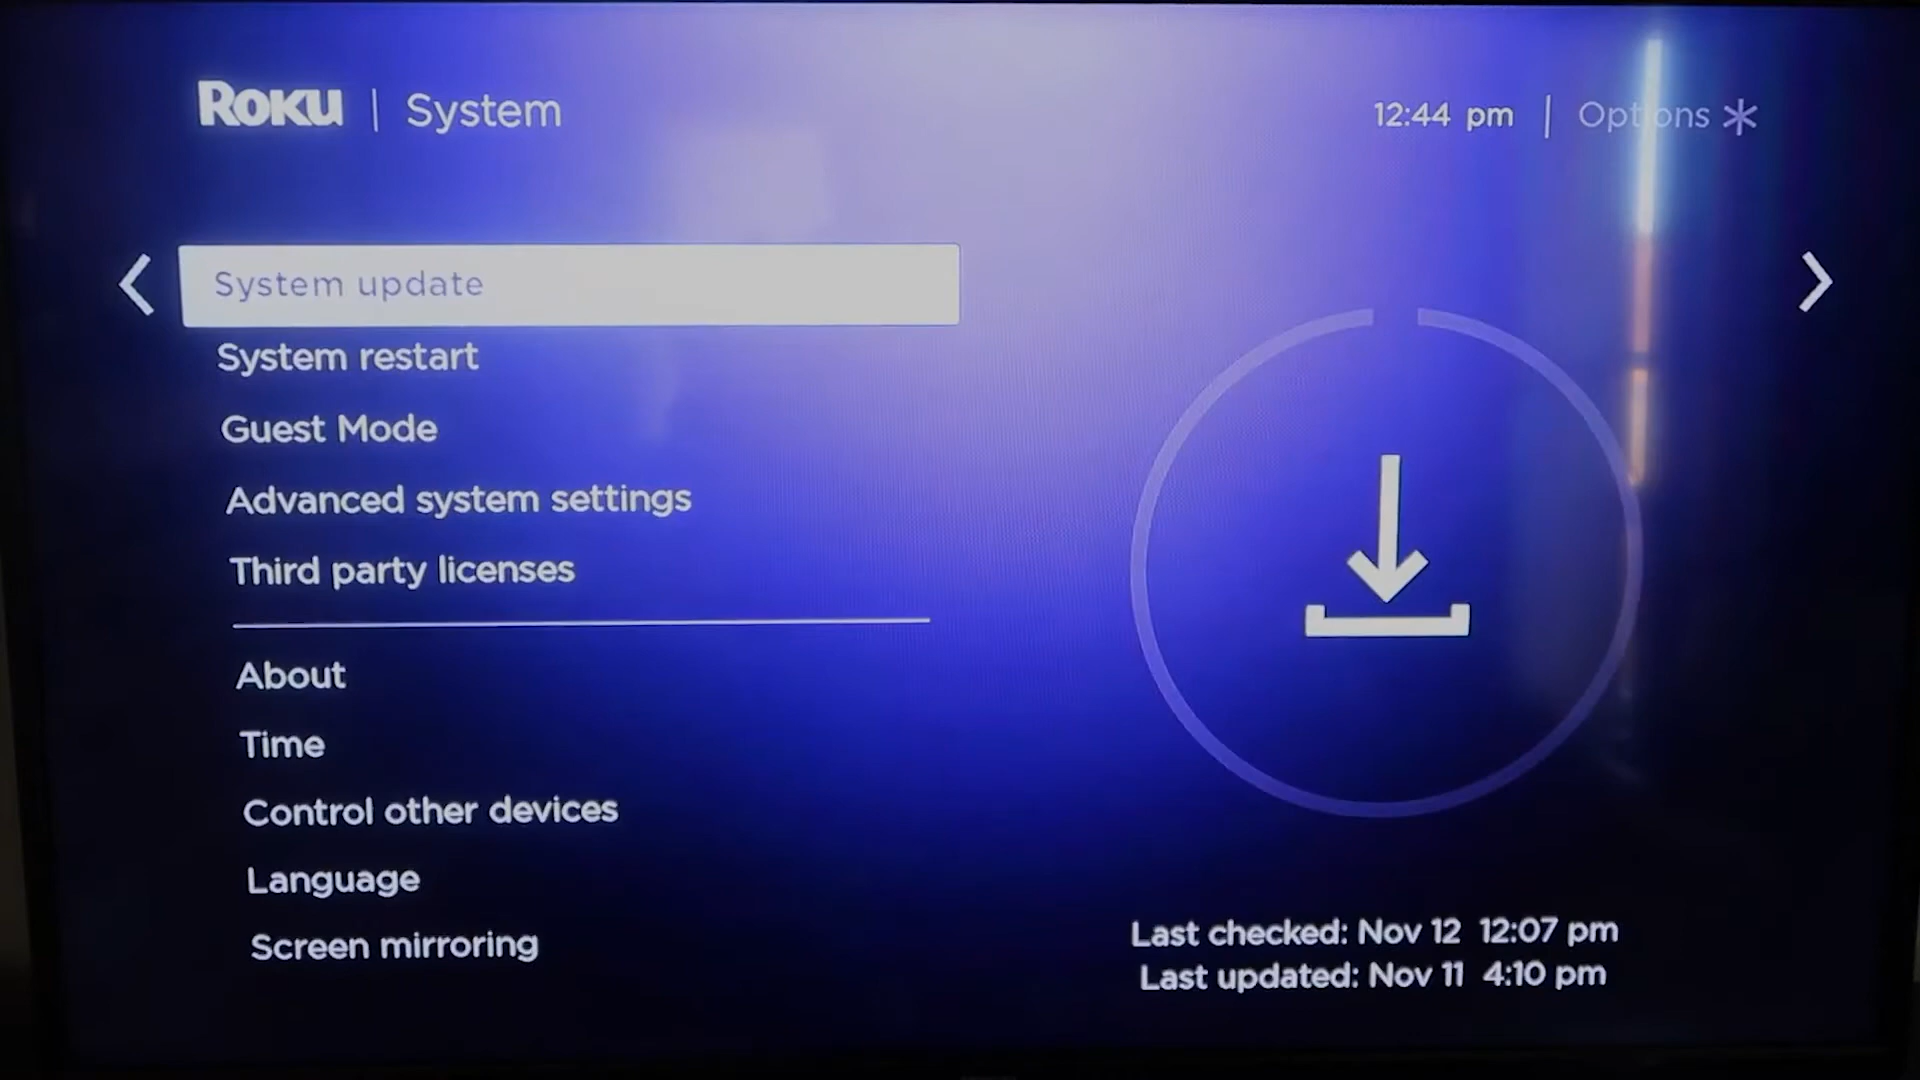 Roku | System
12:44 pm | Options *
System update
System restart
Guest Mode
Advanced system settings
Third party licenses
About
Time
Control other devices
Language
Screen mirroring
Last checked: Nov 12 12:07 pm
Last updated: Nov 11 4:10 pm